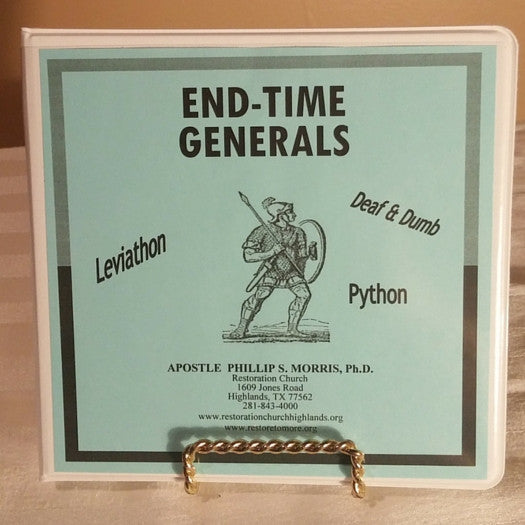 END-TIME
GENERALS
Deaf & Dumb
Leviathon
Python
APOSTLE PHILLIP S. MORRIS, Ph.D.
Restoration Church
1609 Jones Road
Highlands, TX 77562
281-843-4000
www.restorationchurchhighlands.org
www.restoretomore.org